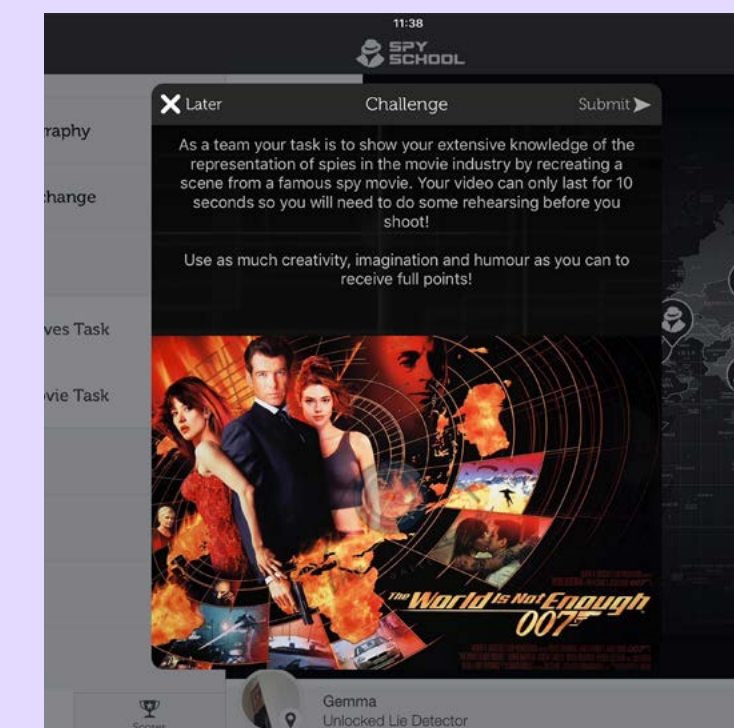 11:38
SPY
SCHOOL
Later
Challenge
Submit
raphy
change
ves Task
vie Task
As a team your task is to show your extensive knowledge of the
representation of spies in the movie industry by recreating a
scene from a famous spy movie. Your video can only last for 10
seconds so you will need to do some rehearsing before you
shoot!
Use as much creativity, imagination and humour as you can to
receive full points!
The World Is Not Enough
007
Scores
Gemma
Unlocked Lie Detector